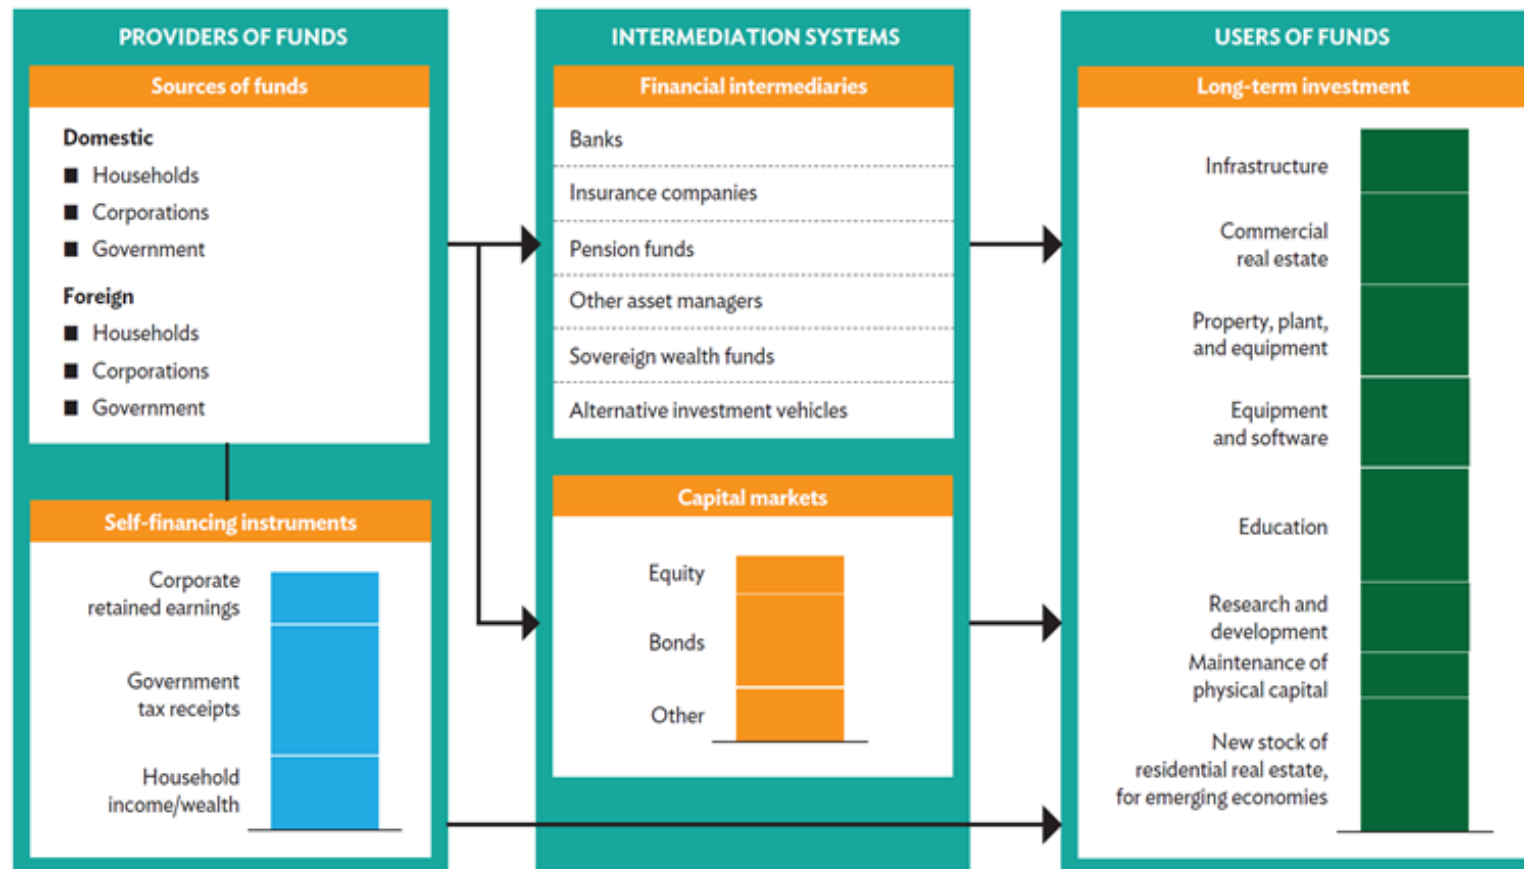 PROVIDERS OF FUNDS
Sources of funds
Domestic
Households
Corporations
Government
Foreign
Households
Corporations
Government
Self-financing instruments
Corporate
retained earnings
Government
tax receipts
Household
income/wealth
INTERMEDIATION SYSTEMS
Financial intermediaries
Banks
Insurance companies
Pension funds
Other asset managers
Sovereign wealth funds
Alternative investment vehicles
Capital markets
Equity
Bonds
Other
USERS OF FUNDS
Long-term investment
Infrastructure
Commercial
real estate
Property, plant,
and equipment
Equipment
and software
Education
Research and
development
Maintenance of
physical capital
New stock of
residential real estate,
for emerging economies